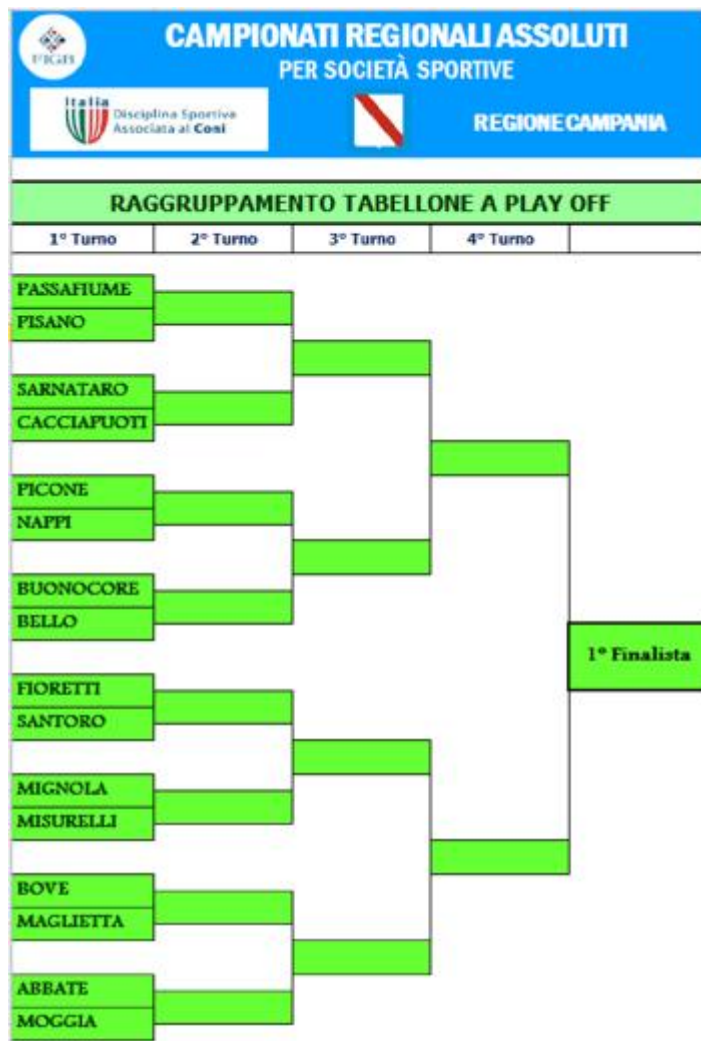 FIGB
CAMPIONATI REGIONALI ASSOLUTI
PER SOCIETÀ SPORTIVE
Italia
Disciplina Sportiva
Associata al Coni
REGIONE CAMPANIA
RAGGRUPPAMENTO TABELLONE A PLAY OFF
1° Turno 2° Turno 3° Turno 4° Turno
PASSAFIUME
PISANO
SARNATARO
CACCIAPUOTI
PICONE
NAPPI
BUONOCORE
BELLO
1° Finalista
FIORETTI
SANTORO
MIGNOLA
MISURELLI
BOVE
MAGLIETTA
ABBATE
MOGGIA